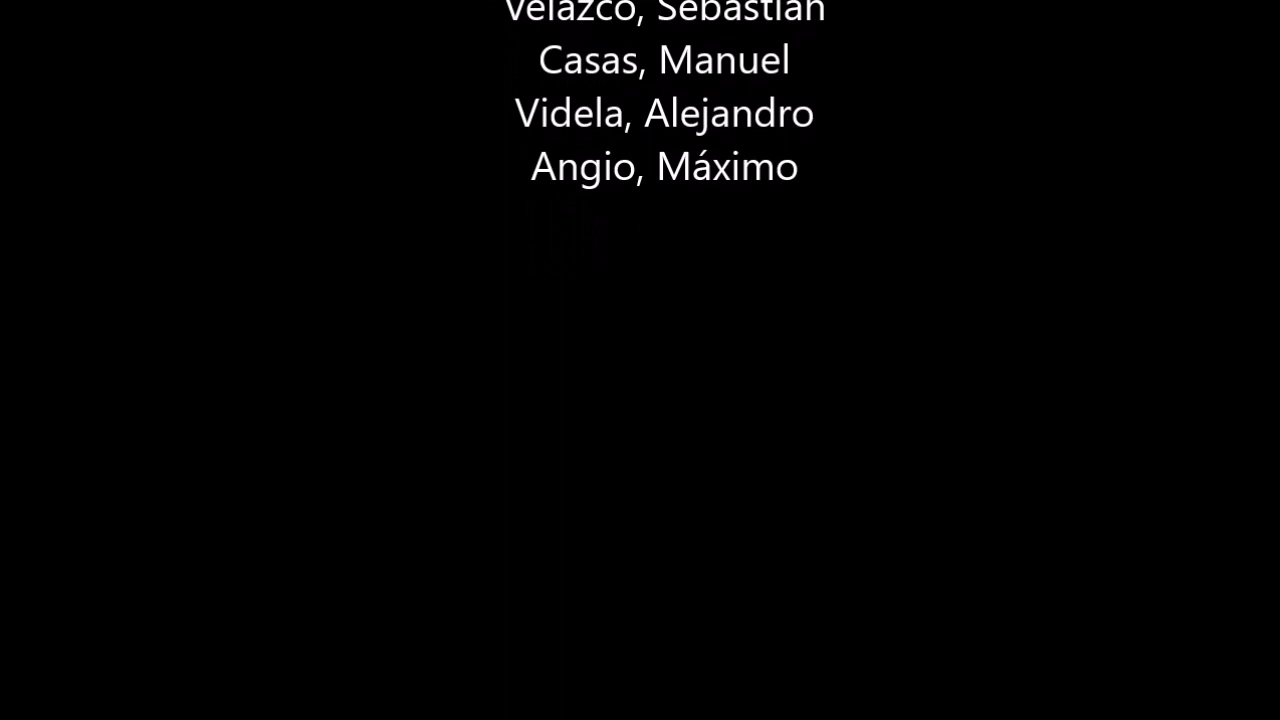 Velazco, Sebastián
Casas, Manuel
Videla, Alejandro
Angio, Máximo